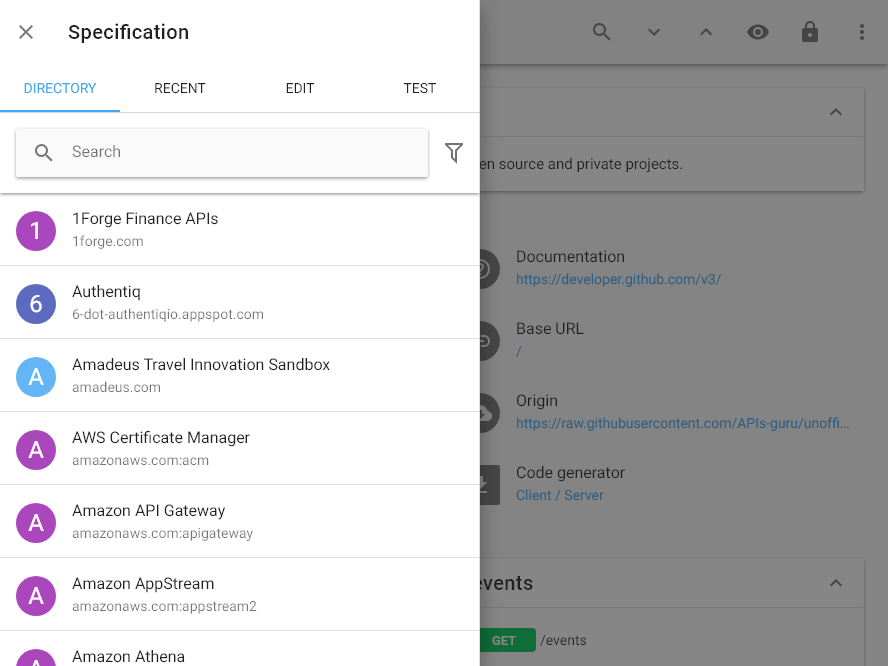 Specification
DIRECTORY
RECENT
EDIT
TEST
Search
1
1Forge Finance APIs
1forge.com
6
Authentiq
6-dot-authentiqio.appspot.com
A
Amadeus Travel Innovation Sandbox
amadeus.com
A
AWS Certificate Manager
amazonaws.com:acm
A
Amazon API Gateway
amazonaws.com:apigateway
A
Amazon AppStream
amazonaws.com:appstream2
A
Amazon Athena
en source and private projects.
Documentation
https://developer.github.com/v3/
Base URL
/
Origin
https://raw.githubusercontent.com/APIs-guru/unoffi...
Code generator
Client / Server
events
GET /events